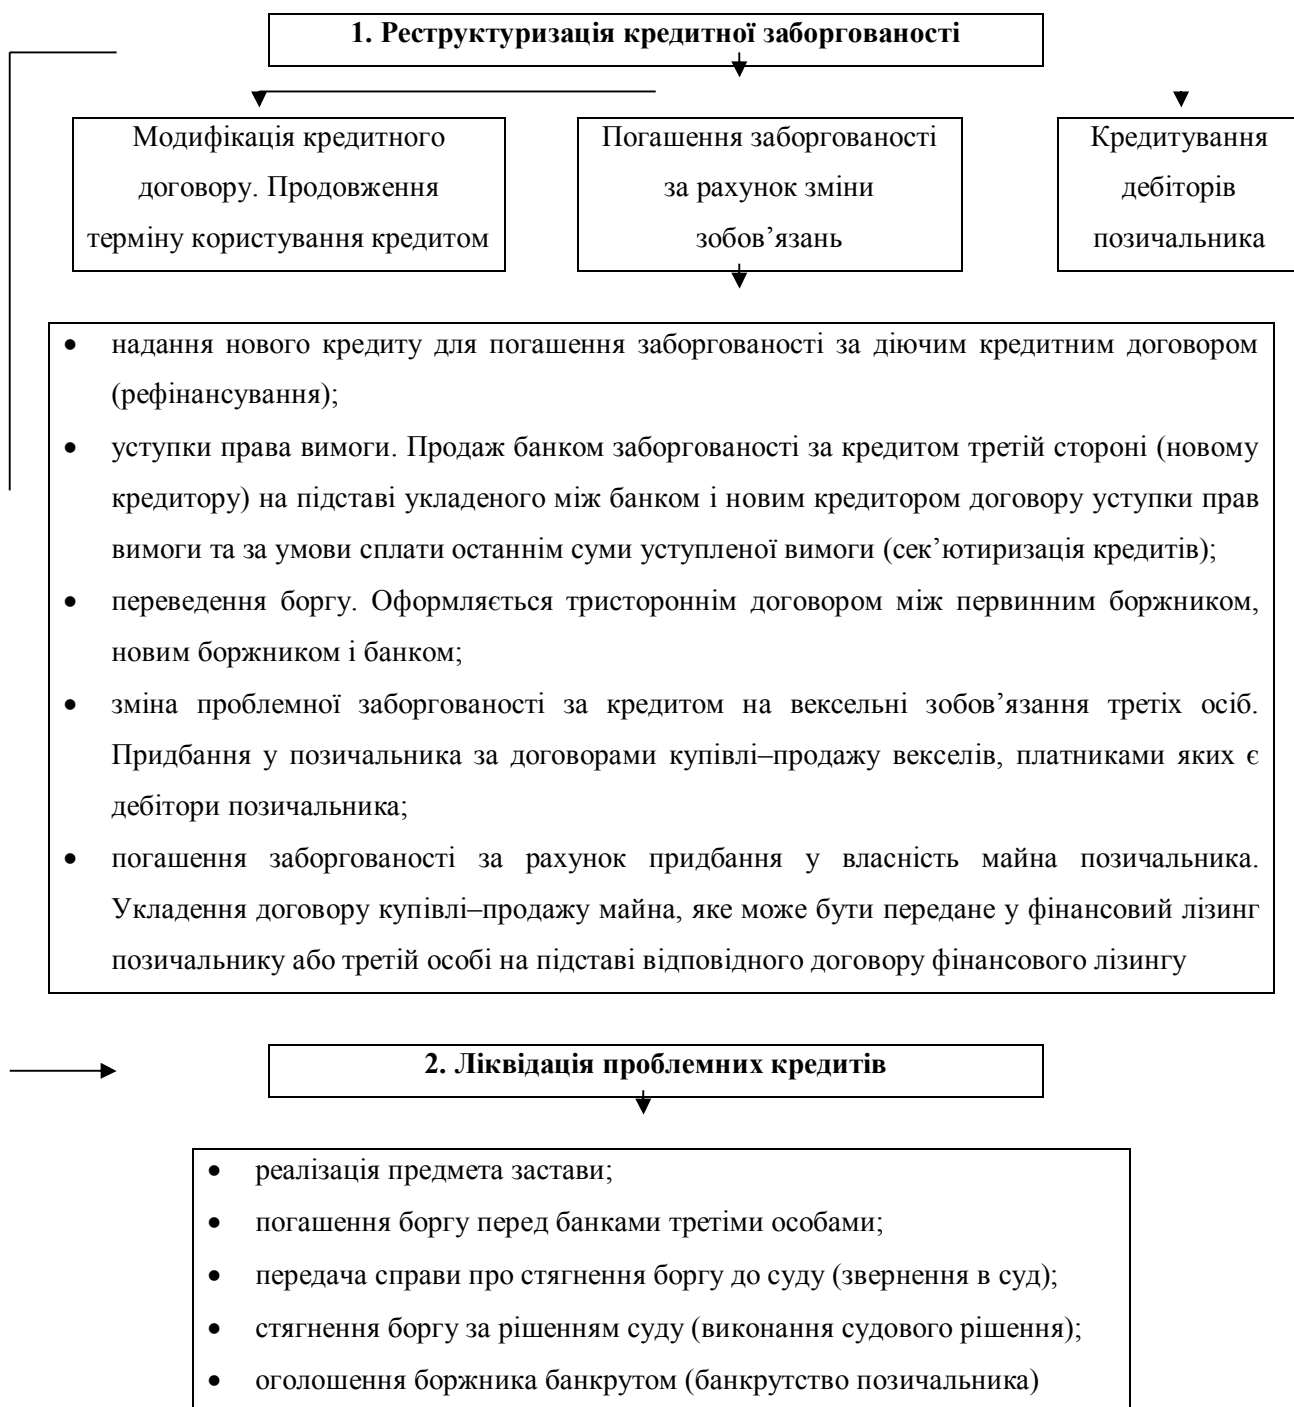 1. Реструктуризація кредитної заборгованості
Модифікація кредитного
договору. Продовження
терміну користування кредитом
Погашення заборгованості
за рахунок зміни
зобов’язань
Кредитування
дебіторів
позичальника
• надання нового кредиту для погашення заборгованості за діючим кредитним договором
(рефінансування);
• уступки права вимоги. Продаж банком заборгованості за кредитом третій стороні (новому
кредитору) на підставі укладеного між банком і новим кредитором договору уступки прав
вимоги та за умови сплати останнім суми уступленої вимоги (сек’ютиризація кредитів);
• переведення боргу. Оформляється тристороннім договором між первинним боржником,
новим боржником і банком;
• зміна проблемної заборгованості за кредитом на вексельні зобов’язання третіх осіб.
Придбання у позичальника за договорами купівлі–продажу векселів, платниками яких є
дебітори позичальника;
• погашення заборгованості за рахунок придбання у власність майна позичальника.
Укладення договору купівлі–продажу майна, яке може бути передане у фінансовий лізинг
позичальнику або третій особі на підставі відповідного договору фінансового лізингу
2. Ліквідація проблемних кредитів
• реалізація предмета застави;
• погашення боргу перед банками третіми особами;
• передача справи про стягнення боргу до суду (звернення в суд);
• стягнення боргу за рішенням суду (виконання судового рішення);
• оголошення боржника банкрутом (банкрутство позичальника)